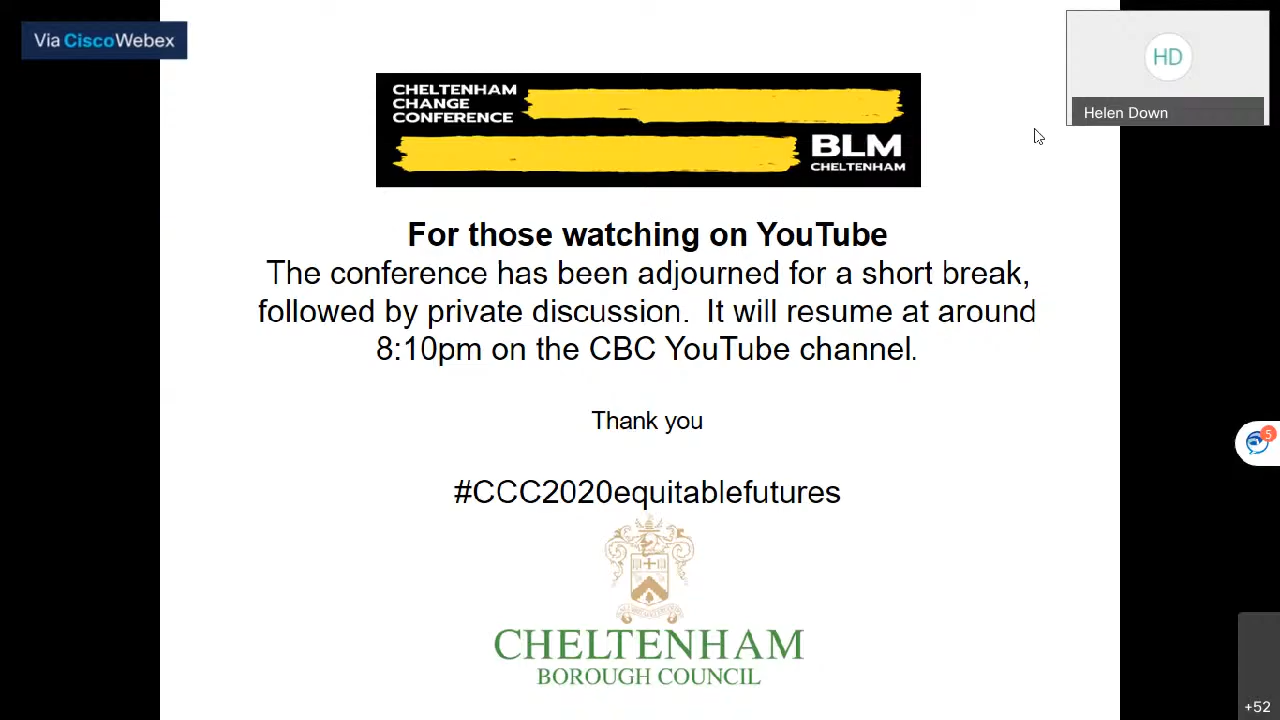 Via CiscoWebex
HD
Helen Down
CHELTENHAM
CHANGE
CONFERENCE
BLM
CHELTENHAM
For those watching on YouTube
The conference has been adjourned for a short break,
followed by private discussion.  It will resume at around
8:10pm on the CBC YouTube channel.
Thank you
5
#CCC2020equitablefutures
CHELTENHAM
BOROUGH COUNCIL
+52